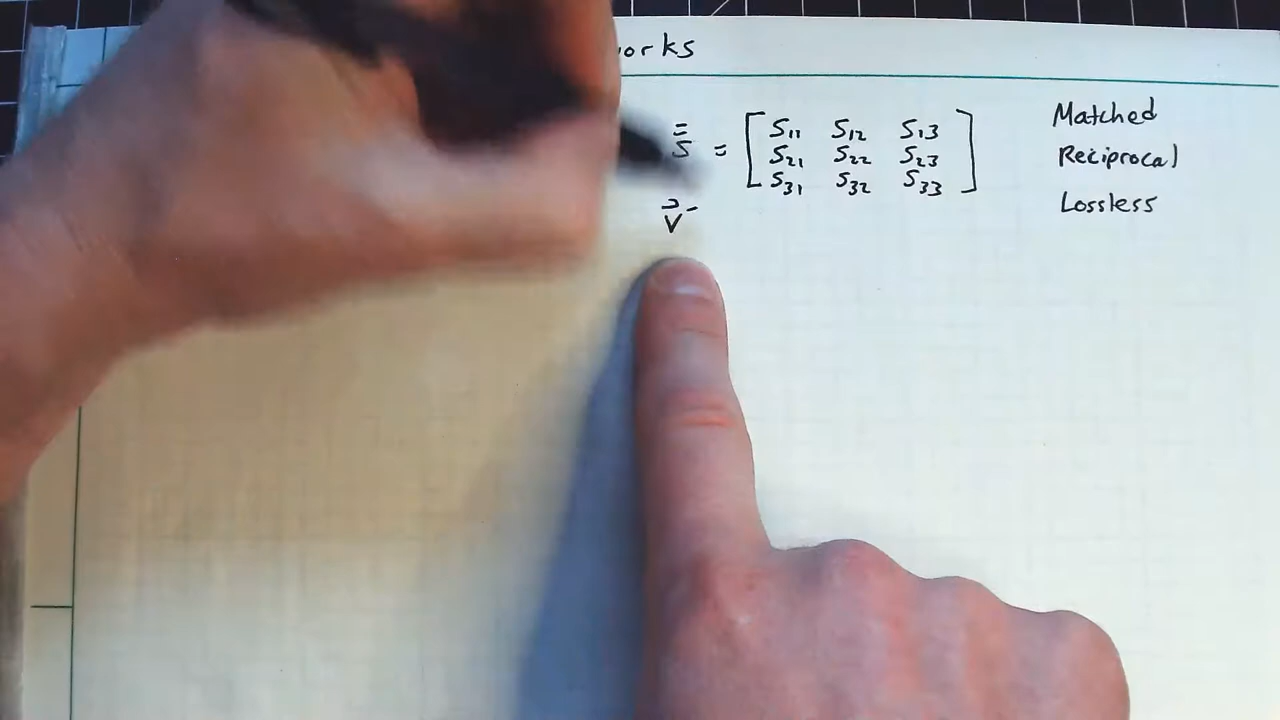 orks
S̿ = [ S₁₁ S₁₂ S₁₃
S₂₁ S₂₂ S₂₃
S₃₁ S₃₂ S₃₃ ]
V⃗⁻
Matched
Reciprocal
Lossless